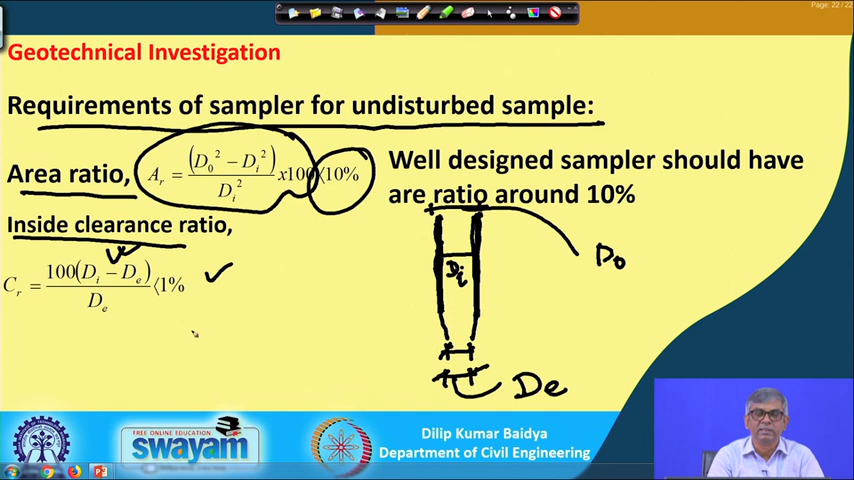 Page: 22 / 22
Geotechnical Investigation
Requirements of sampler for undisturbed sample:
Area ratio, A_r = (D_0^2 − D_i^2) / D_i^2 x100⟨10%
Well designed sampler should have
are ratio around 10%
Inside clearance ratio,
C_r = 100(D_i − D_e) / D_e ⟨1%
Do
Di
De
FREE ONLINE EDUCATION
swayam
Dilip Kumar Baidya
Department of Civil Engineering